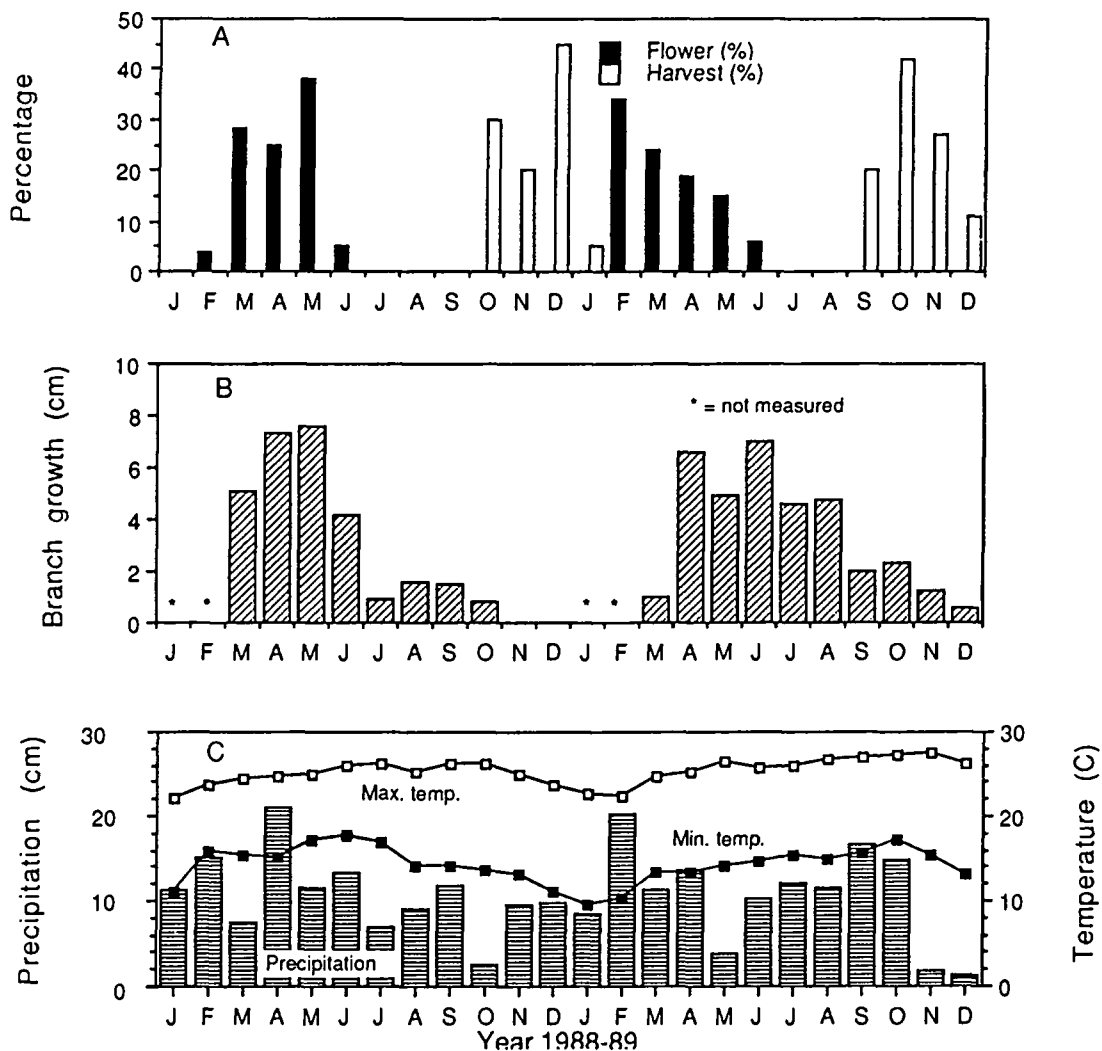 A
Flower (%)
Harvest (%)
Percentage
50
40
30
20
10
0
J F M A M J J A S O N D J F M A M J J A S O N D
B
* = not measured
Branch growth (cm)
10
8
6
4
2
0
* * * *
J F M A M J J A S O N D J F M A M J J A S O N D
C
Max. temp.
Min. temp.
Precipitation
Precipitation (cm)
30
20
10
0
Temperature (C)
30
20
10
0
J F M A M J J A S O N D J F M A M J J A S O N D
Year 1988-89